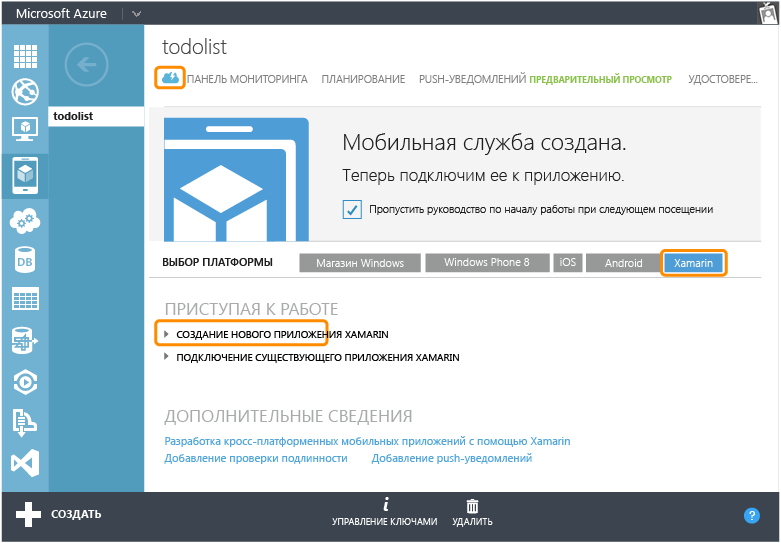 Microsoft Azure
todolist
ПАНЕЛЬ МОНИТОРИНГА ПЛАНИРОВАНИЕ PUSH-УВЕДОМЛЕНИЙ ПРЕДВАРИТЕЛЬНЫЙ ПРОСМОТР УДОСТОВЕРЕ...
todolist
Мобильная служба создана.
Теперь подключим ее к приложению.
Пропустить руководство по началу работы при следующем посещении
ВЫБОР ПЛАТФОРМЫ Магазин Windows Windows Phone 8 iOS Android Xamarin
ПРИСТУПАЯ К РАБОТЕ
СОЗДАНИЕ НОВОГО ПРИЛОЖЕНИЯ XAMARIN
ПОДКЛЮЧЕНИЕ СУЩЕСТВУЮЩЕГО ПРИЛОЖЕНИЯ XAMARIN
ДОПОЛНИТЕЛЬНЫЕ СВЕДЕНИЯ
Разработка кросс-платформенных мобильных приложений с помощью Xamarin
Добавление проверки подлинности Добавление push-уведомлений
DB
СОЗДАТЬ
УПРАВЛЕНИЕ КЛЮЧАМИ УДАЛИТЬ
?